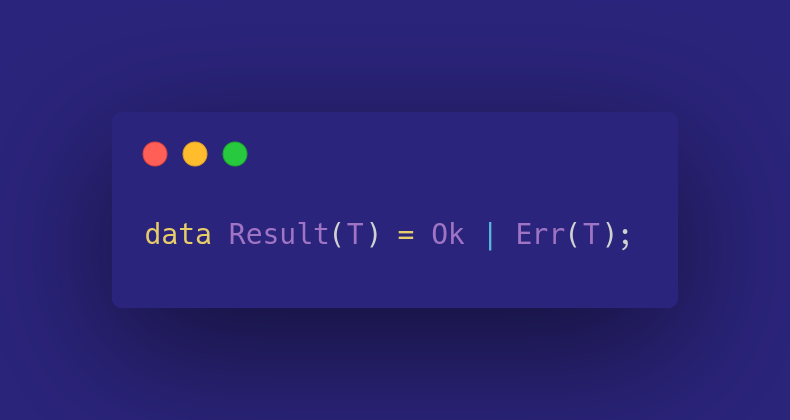 data Result(T) = Ok | Err(T);